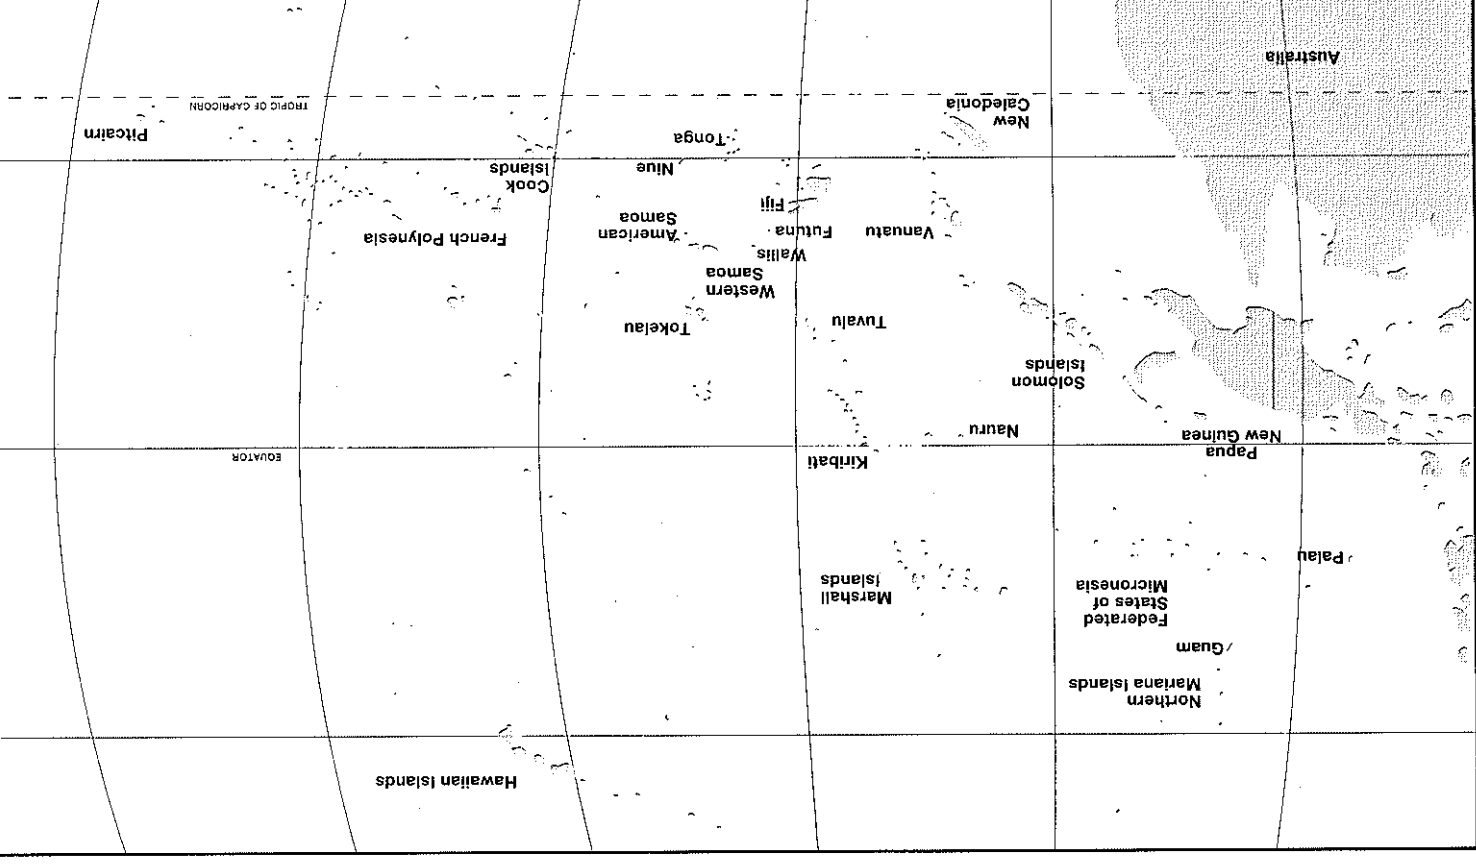 Hawaiian Islands
Northern
Mariana Islands
Guam
Federated
States of
Micronesia
Marshall
Islands
Palau
Papua
New Guinea
Kiribati
EQUATOR
Nauru
Solomon
Islands
Tuvalu
Tokelau
Western
Samoa
Wallis
Futuna
Vanuatu
American
Samoa
French Polynesia
Fiji
Cook
Islands
Niue
Tonga
Pitcairn
New
Caledonia
TROPIC OF CAPRICORN
Australia